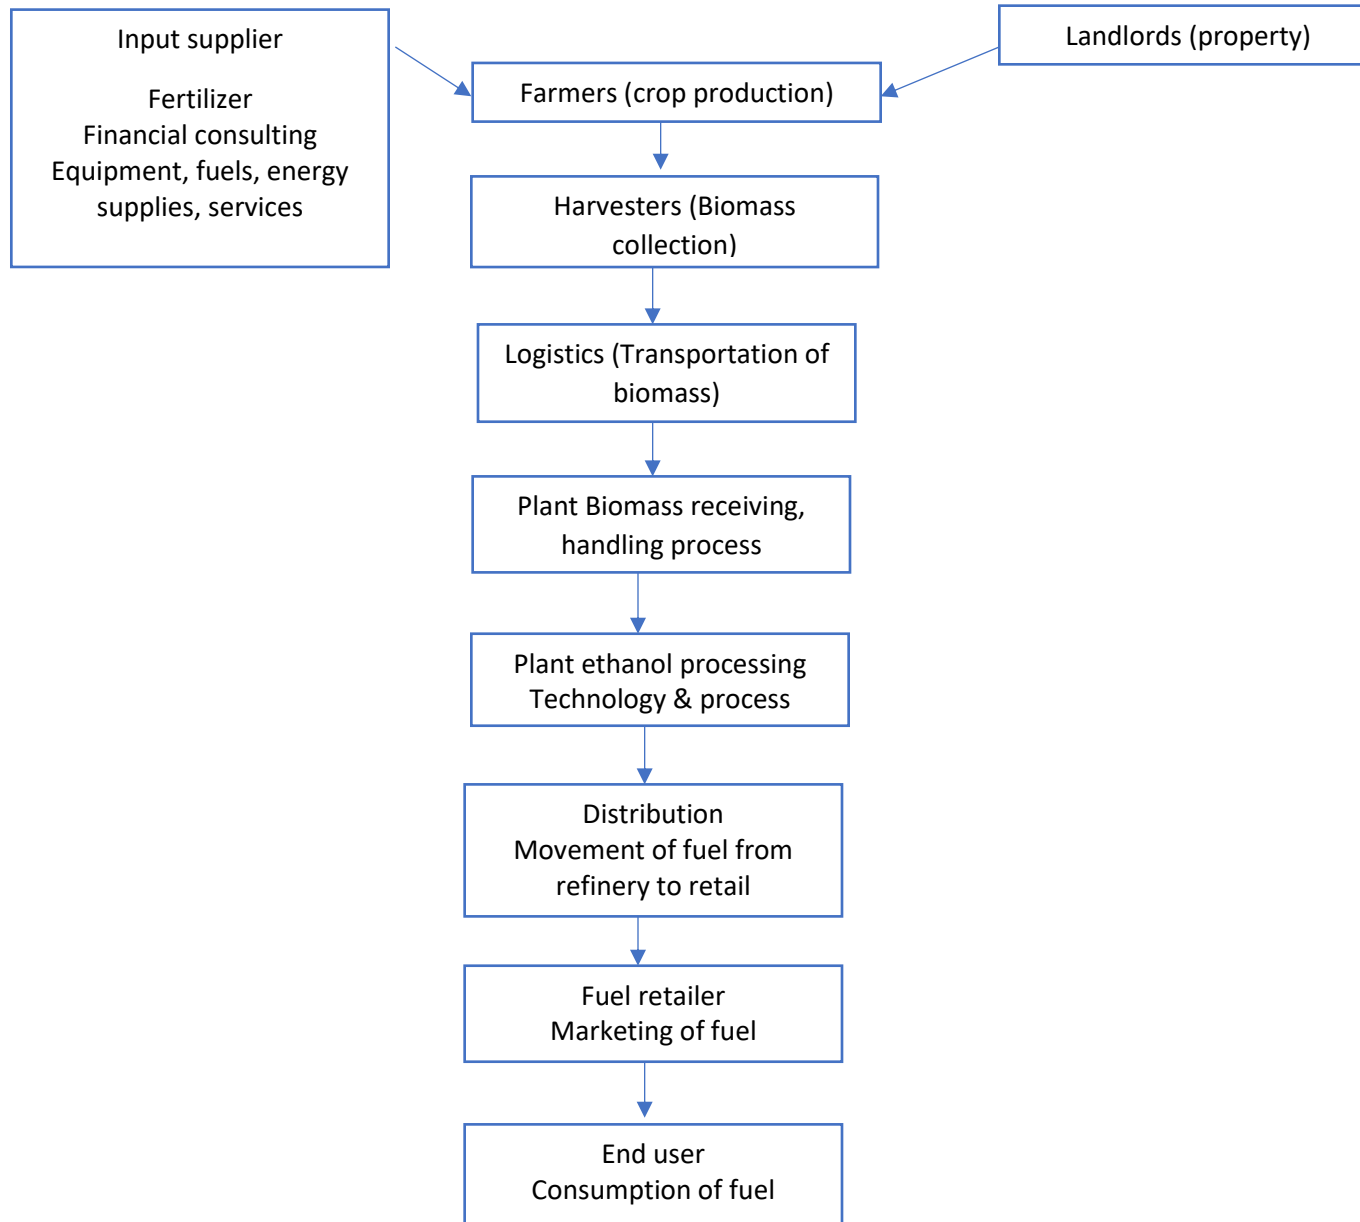 Input supplier
Fertilizer
Financial consulting
Equipment, fuels, energy
supplies, services
Landlords (property)
Farmers (crop production)
Harvesters (Biomass
collection)
Logistics (Transportation of
biomass)
Plant Biomass receiving,
handling process
Plant ethanol processing
Technology & process
Distribution
Movement of fuel from
refinery to retail
Fuel retailer
Marketing of fuel
End user
Consumption of fuel